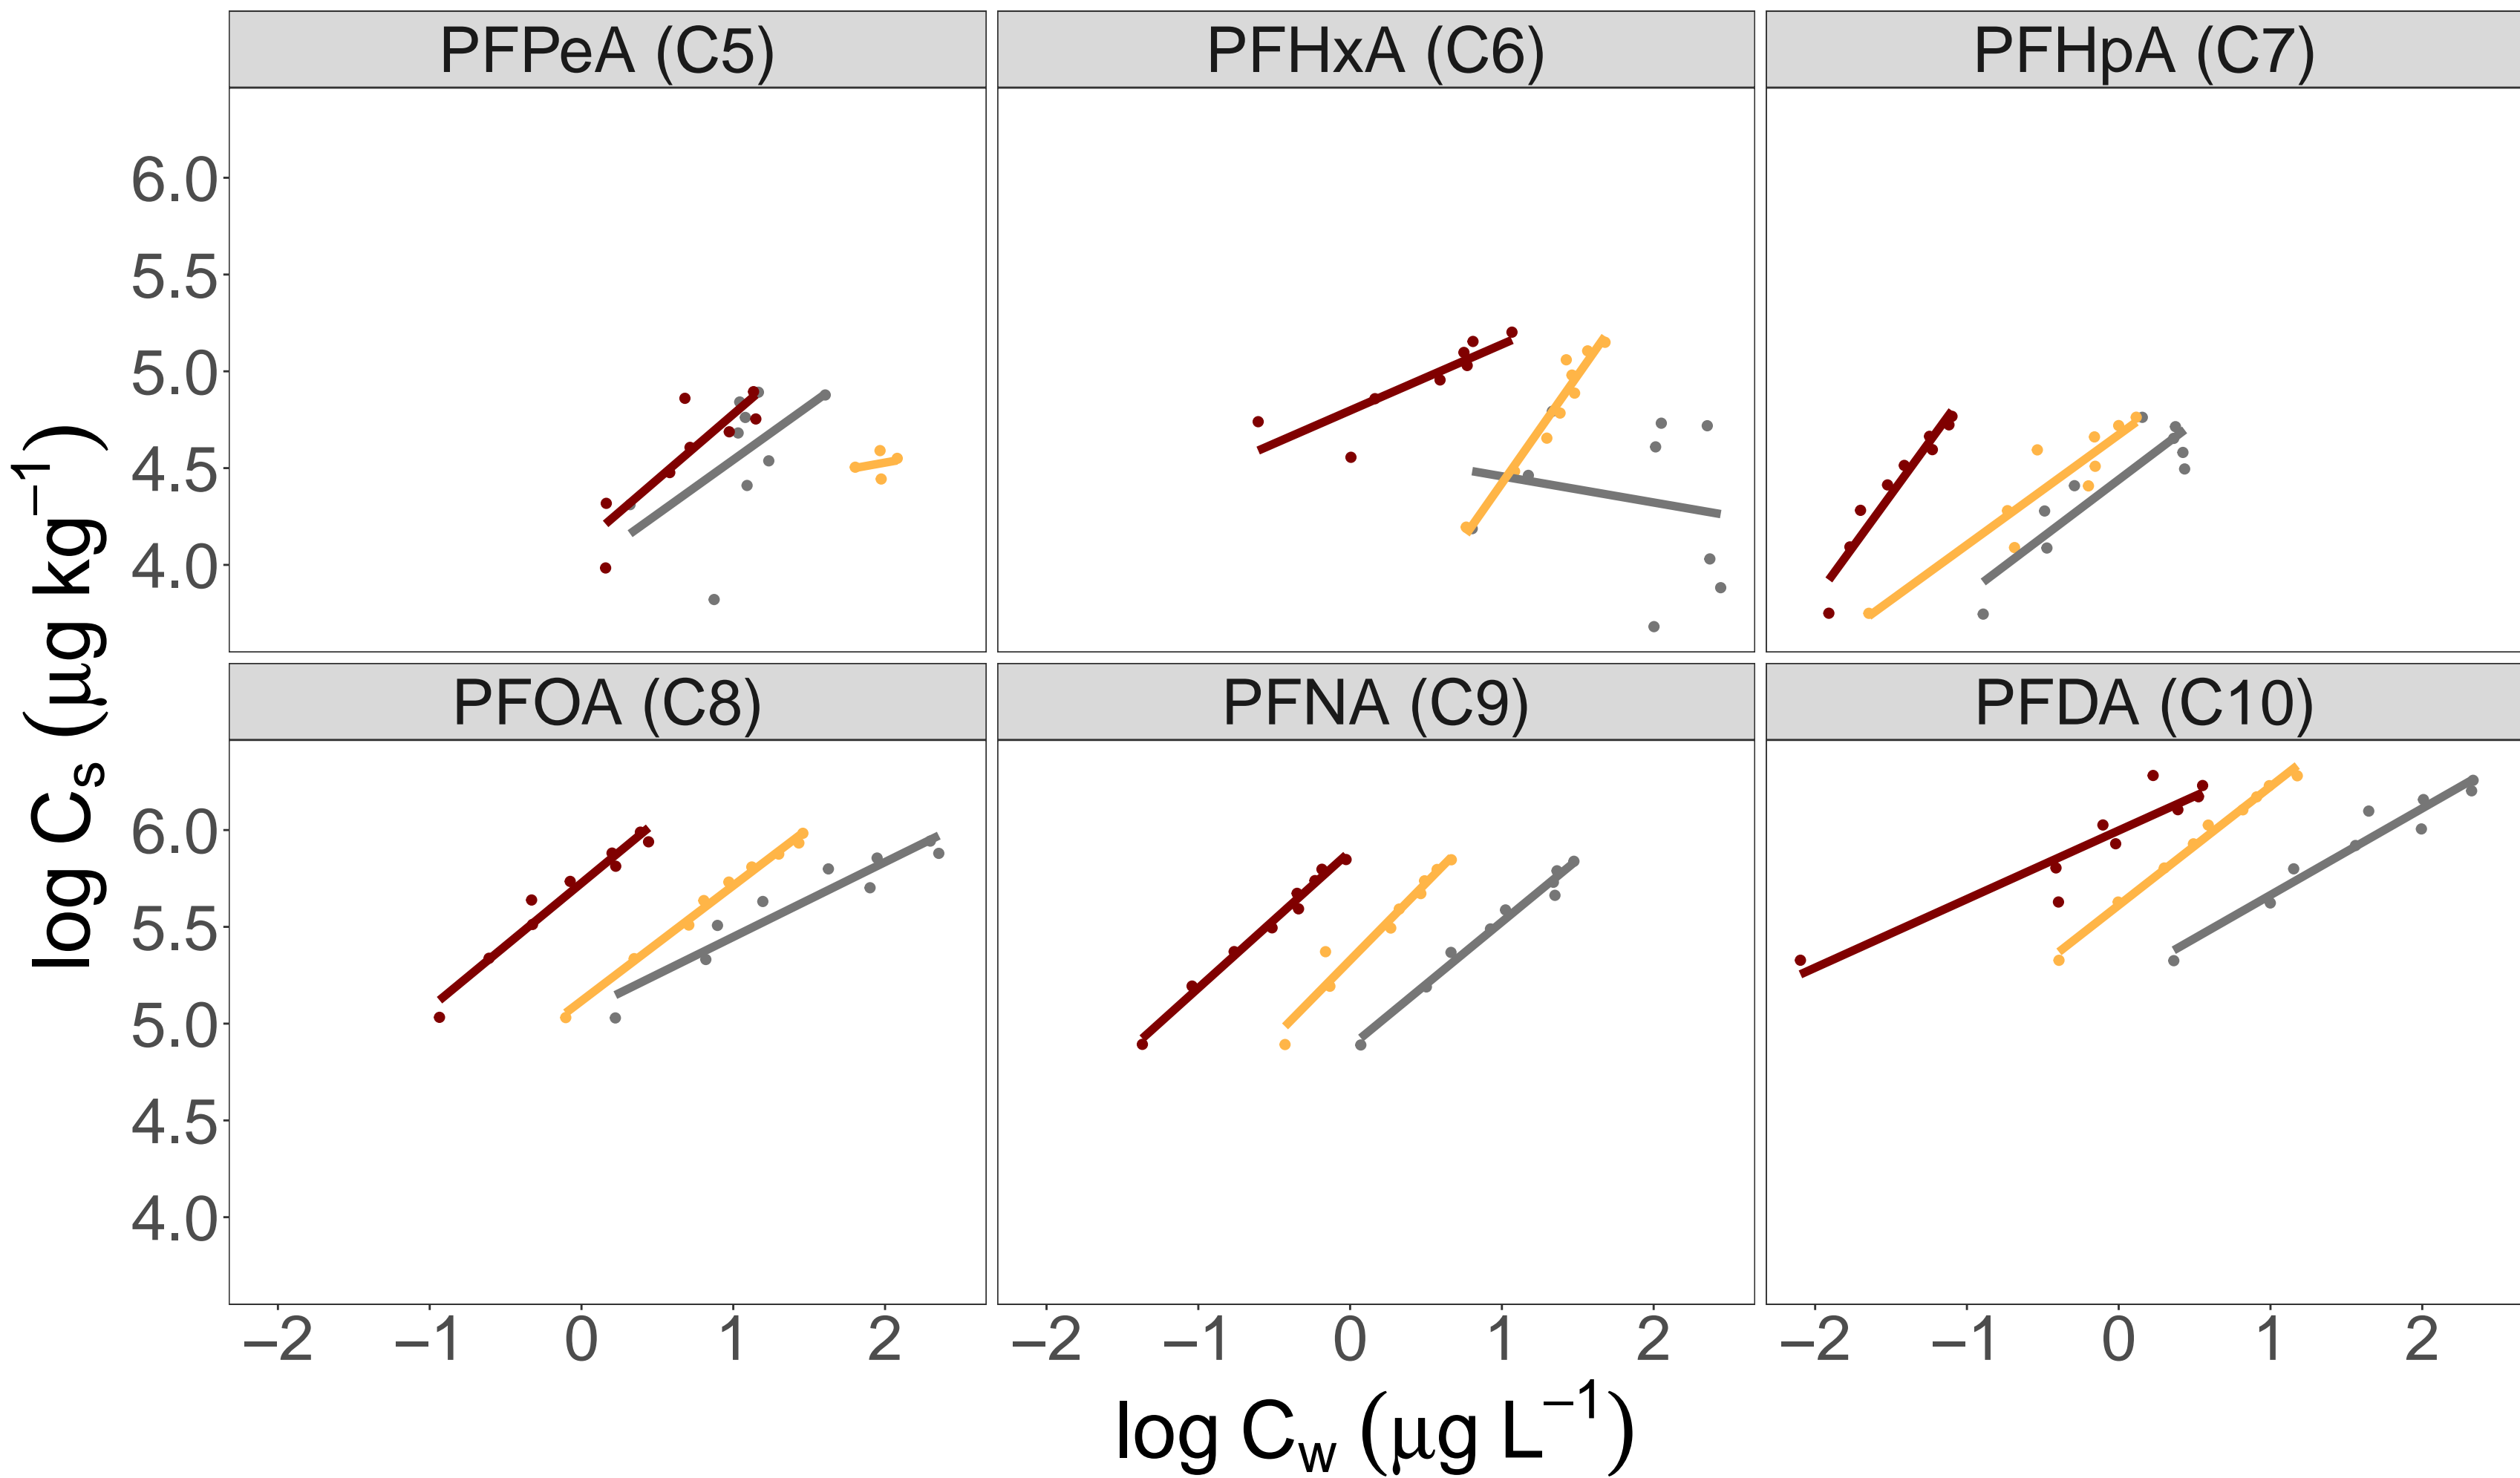 PFPeA (C5) PFHxA (C6) PFHpA (C7)
6.0
5.5
5.0
4.5
4.0
PFOA (C8) PFNA (C9) PFDA (C10)
6.0
5.5
5.0
4.5
4.0
−2 −1 0 1 2 −2 −1 0 1 2 −2 −1 0 1 2
log Cw (μg L−1)
log Cs (μg kg−1)